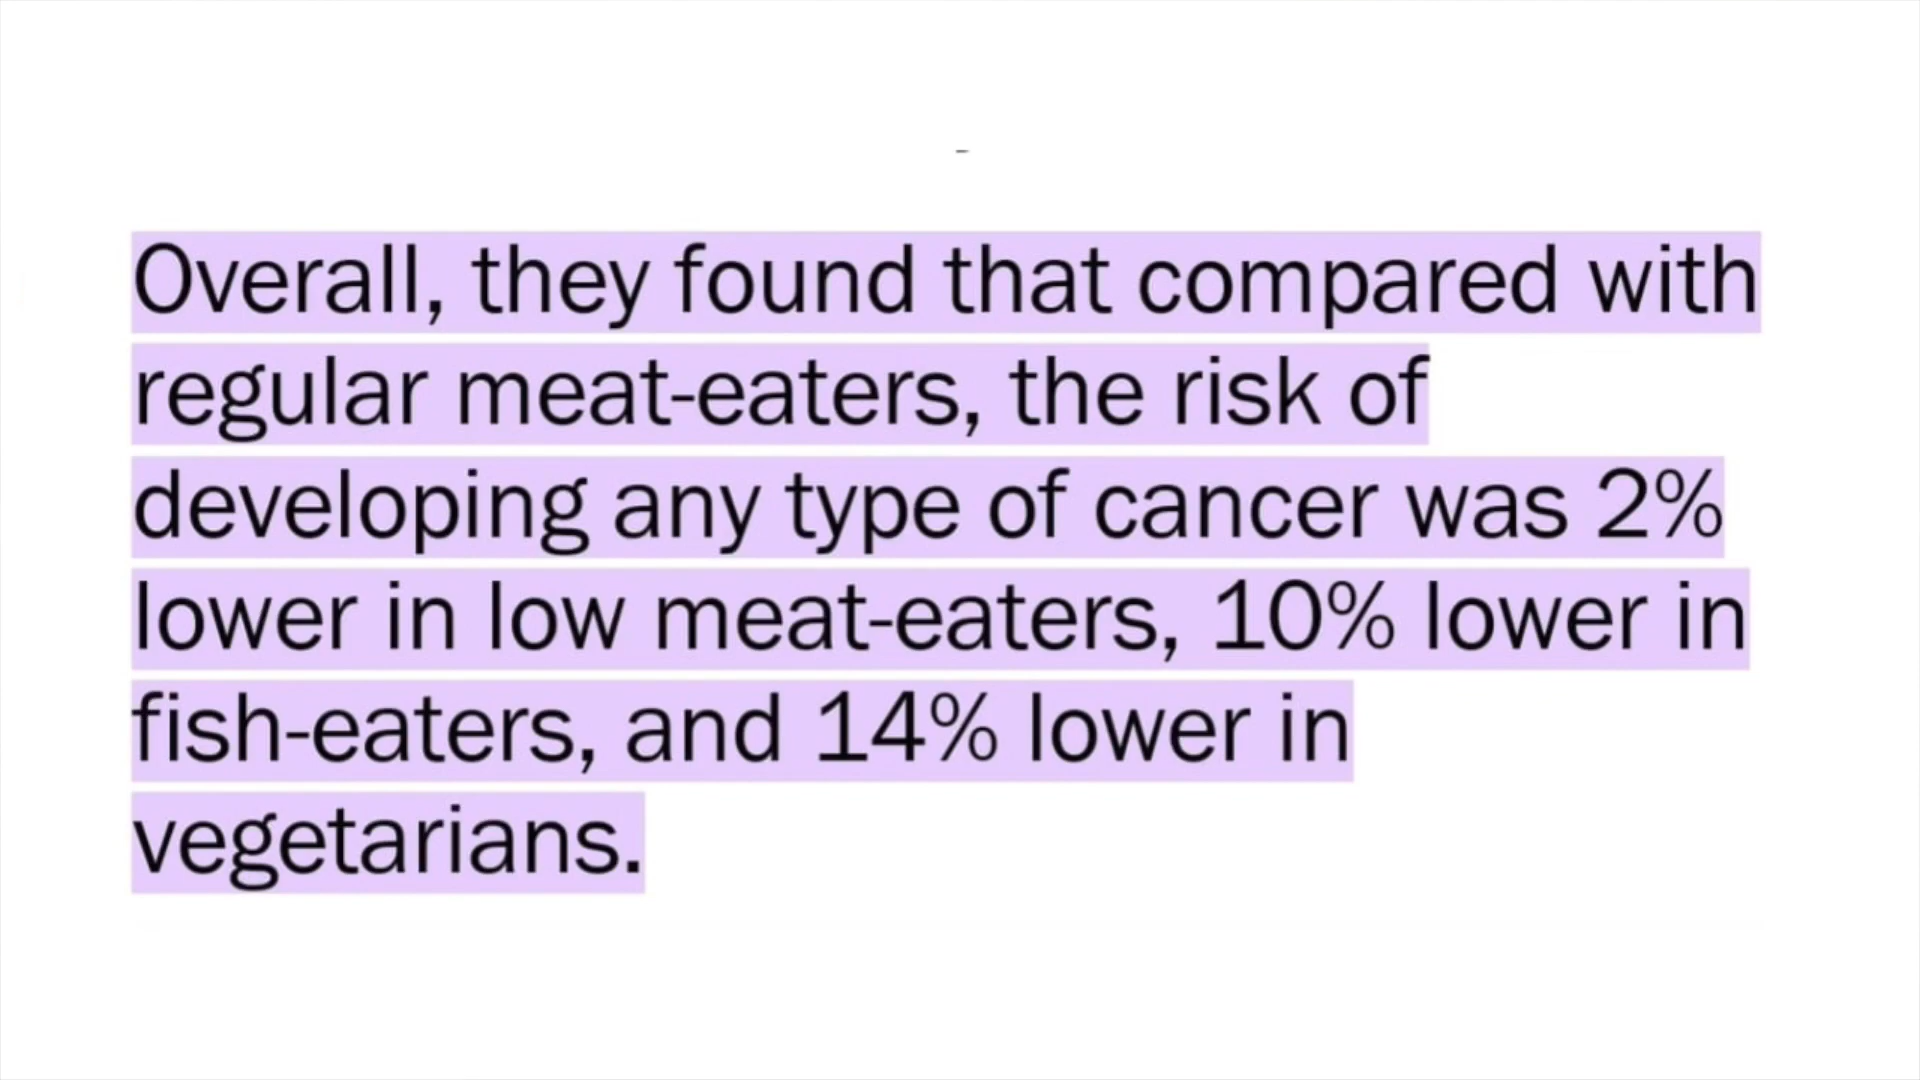 Overall, they found that compared with
regular meat-eaters, the risk of
developing any type of cancer was 2%
lower in low meat-eaters, 10% lower in
fish-eaters, and 14% lower in
vegetarians.